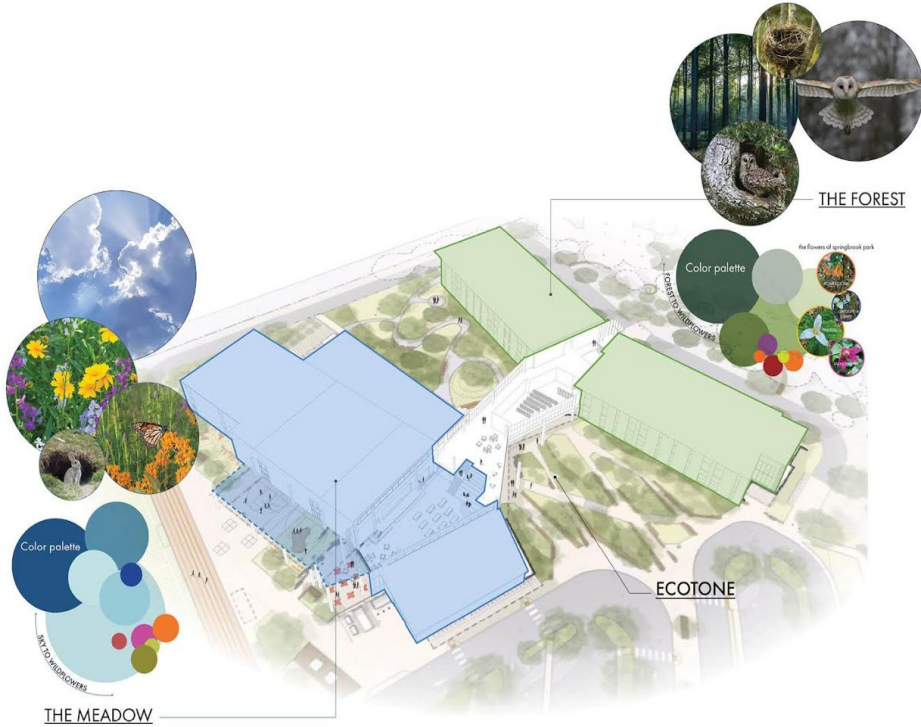 THE FOREST
Color palette
the flowers of springbrook park
FOREST TO WILDFLOWERS
Color palette
SKY TO WILDFLOWERS
ECOTONE
THE MEADOW